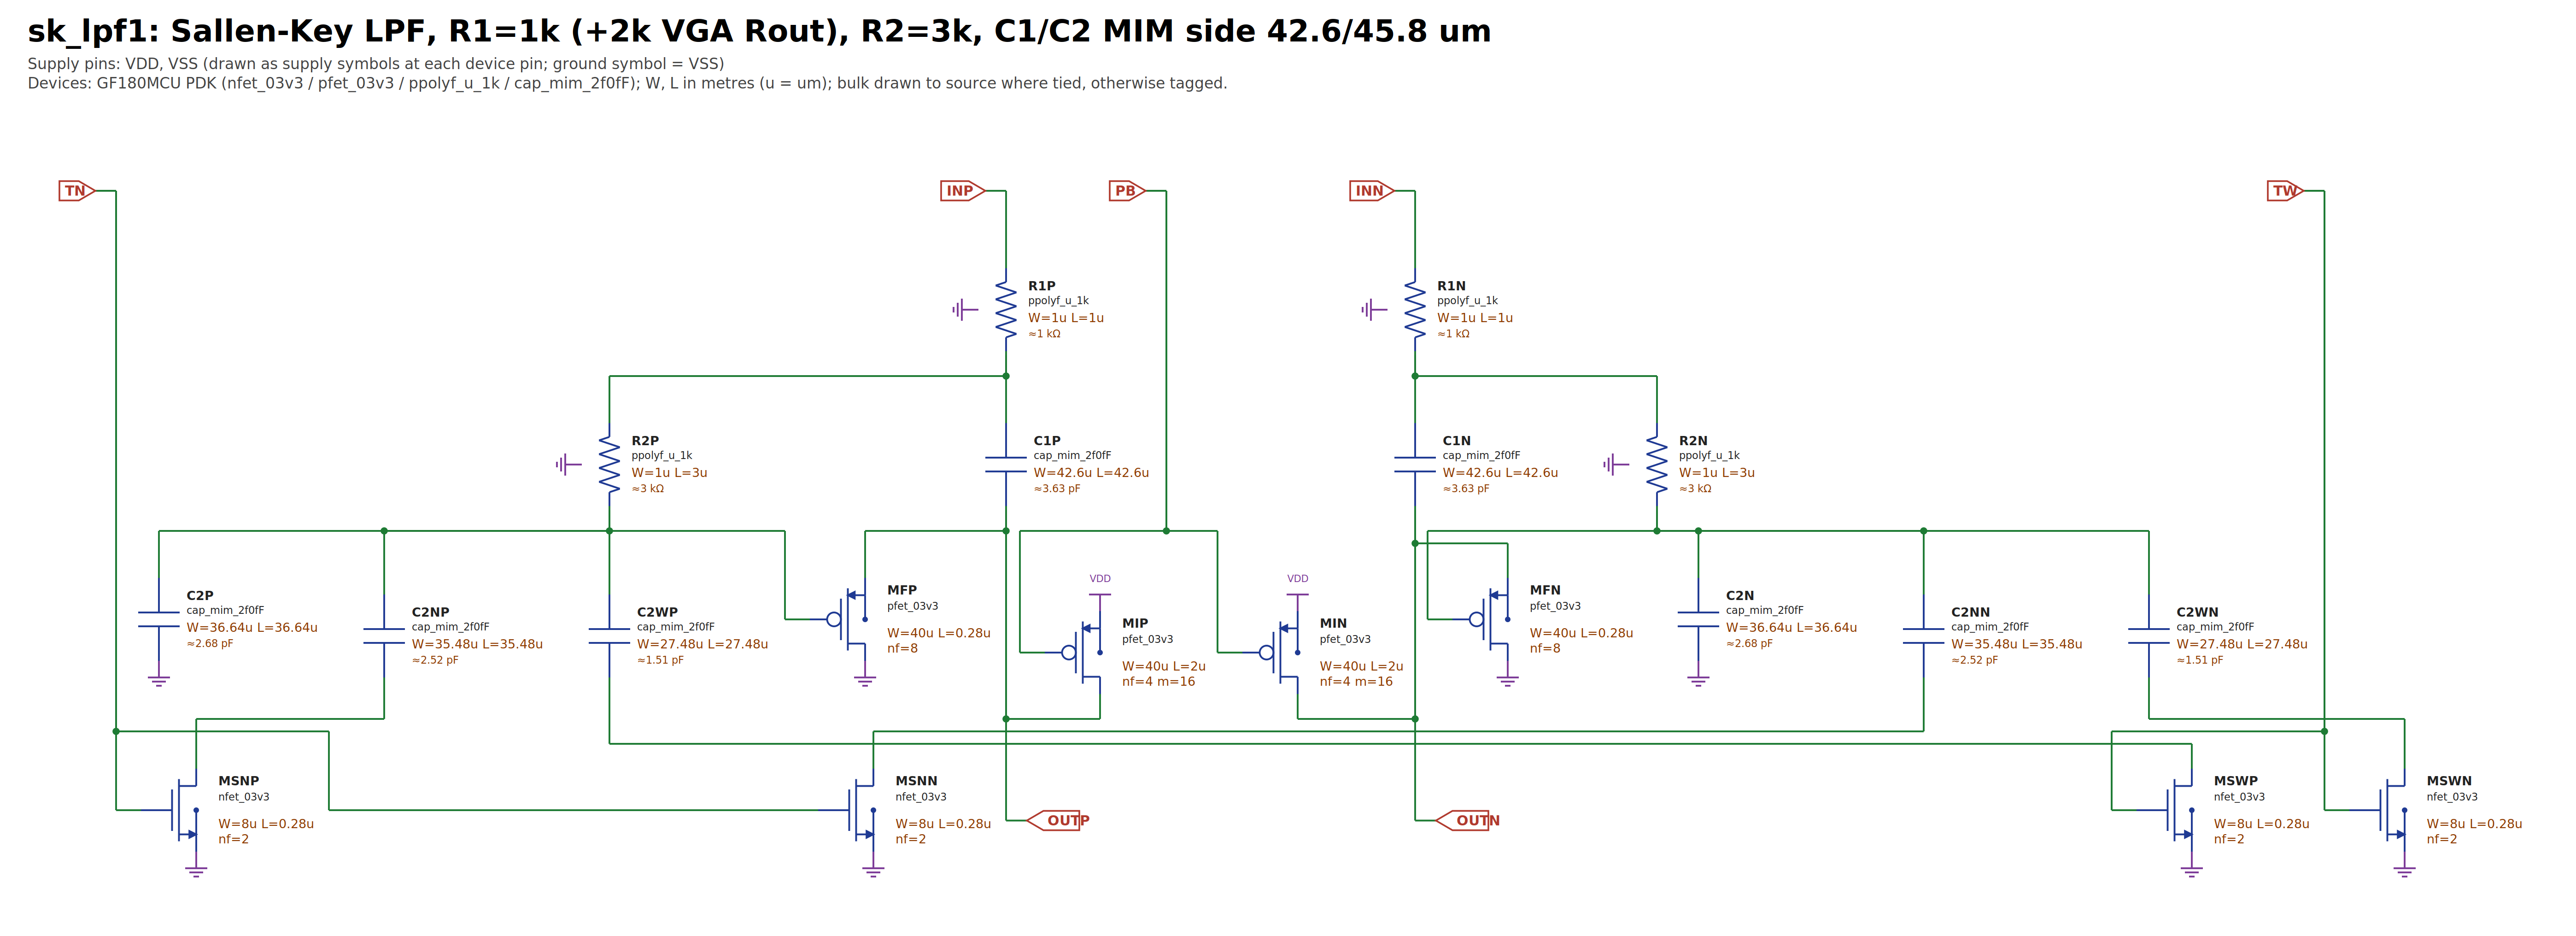 sk_lpf1: Sallen-Key LPF, R1=1k (+2k VGA Rout), R2=3k, C1/C2 MIM side 42.6/45.8 um
Supply pins: VDD, VSS (drawn as supply symbols at each device pin; ground symbol = VSS)
Devices: GF180MCU PDK (nfet_03v3 / pfet_03v3 / ppolyf_u_1k / cap_mim_2f0fF); W, L in metres (u = um); bulk drawn to source where tied, otherwise tagged.
TN
INP
PB
INN
TW
R1P
ppolyf_u_1k
W=1u L=1u
≈1 kΩ
R1N
ppolyf_u_1k
W=1u L=1u
≈1 kΩ
R2P
ppolyf_u_1k
W=1u L=3u
≈3 kΩ
C1P
cap_mim_2f0fF
W=42.6u L=42.6u
≈3.63 pF
C1N
cap_mim_2f0fF
W=42.6u L=42.6u
≈3.63 pF
R2N
ppolyf_u_1k
W=1u L=3u
≈3 kΩ
C2P
cap_mim_2f0fF
W=36.64u L=36.64u
≈2.68 pF
C2NP
cap_mim_2f0fF
W=35.48u L=35.48u
≈2.52 pF
C2WP
cap_mim_2f0fF
W=27.48u L=27.48u
≈1.51 pF
MFP
pfet_03v3
W=40u L=0.28u
nf=8
VDD
MIP
pfet_03v3
W=40u L=2u
nf=4 m=16
VDD
MIN
pfet_03v3
W=40u L=2u
nf=4 m=16
MFN
pfet_03v3
W=40u L=0.28u
nf=8
C2N
cap_mim_2f0fF
W=36.64u L=36.64u
≈2.68 pF
C2NN
cap_mim_2f0fF
W=35.48u L=35.48u
≈2.52 pF
C2WN
cap_mim_2f0fF
W=27.48u L=27.48u
≈1.51 pF
MSNP
nfet_03v3
W=8u L=0.28u
nf=2
MSNN
nfet_03v3
W=8u L=0.28u
nf=2
OUTP
OUTN
MSWP
nfet_03v3
W=8u L=0.28u
nf=2
MSWN
nfet_03v3
W=8u L=0.28u
nf=2